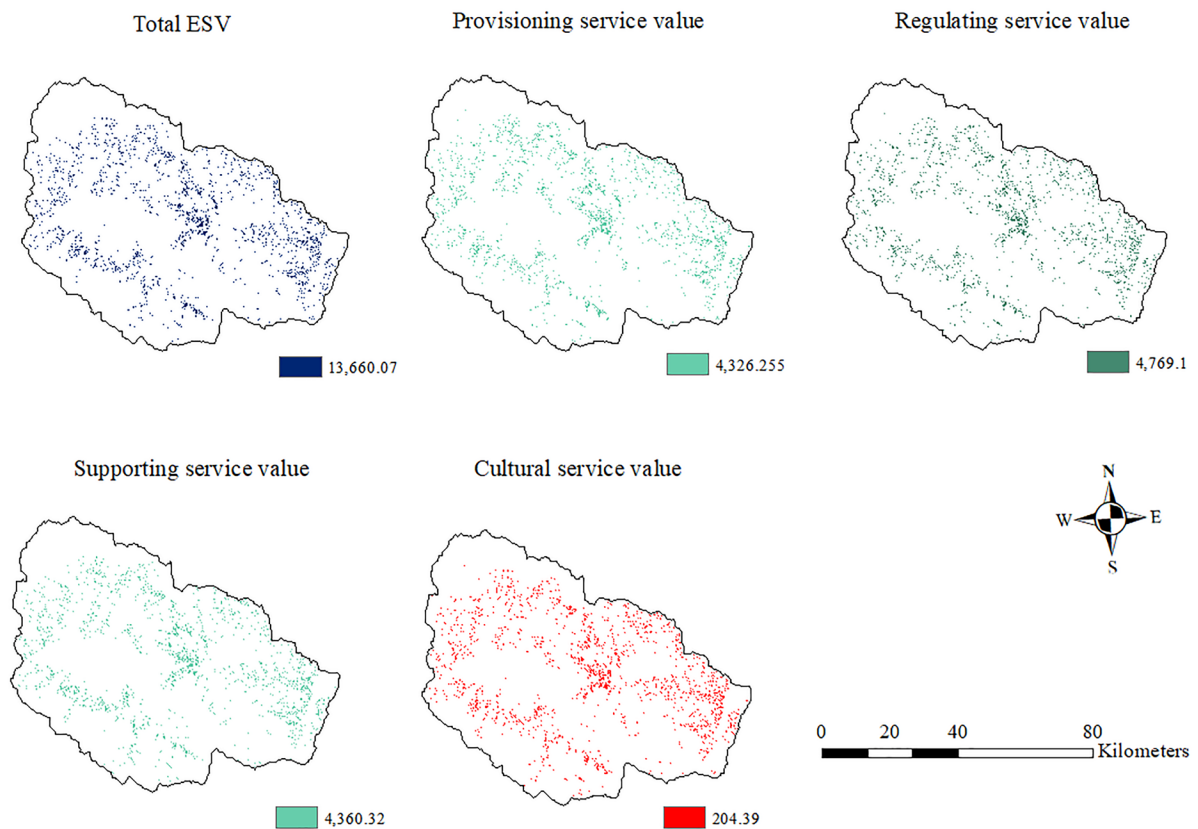 Total ESV
Provisioning service value
Regulating service value
13,660.07
4,326.255
4,769.1
Supporting service value
Cultural service value
N
W
E
S
0 20 40 80
Kilometers
4,360.32
204.39